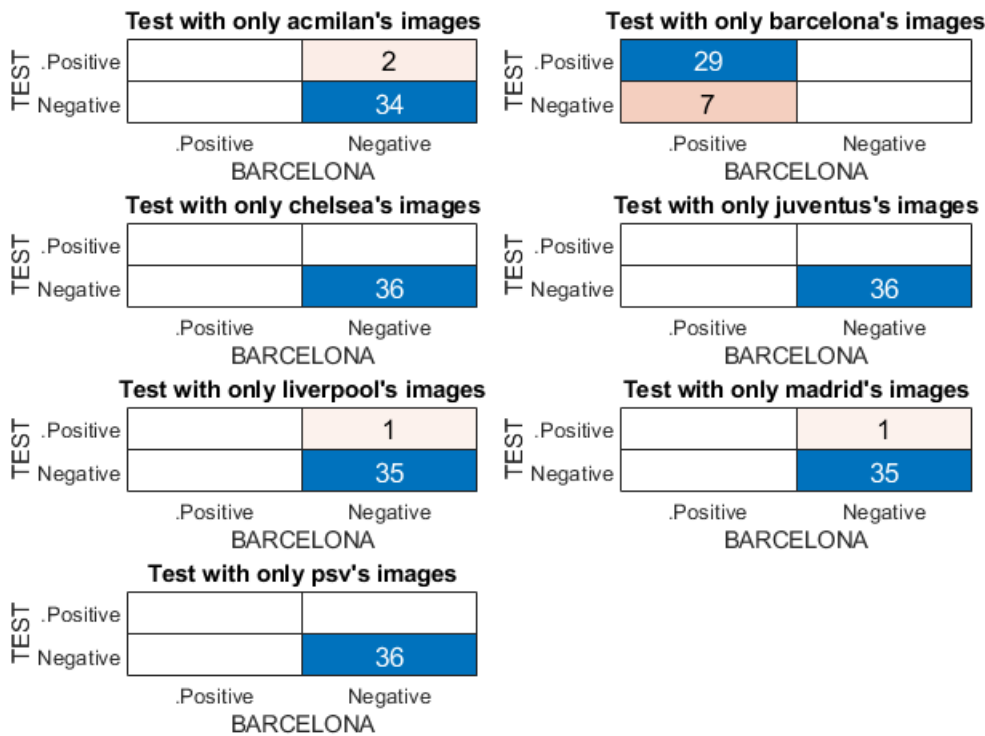 Test with only acmilan's images
TEST
.Positive
2
Negative
34
.Positive Negative
BARCELONA
Test with only barcelona's images
TEST
.Positive
29
Negative
7
.Positive Negative
BARCELONA
Test with only chelsea's images
TEST
.Positive
Negative
36
.Positive Negative
BARCELONA
Test with only juventus's images
TEST
.Positive
Negative
36
.Positive Negative
BARCELONA
Test with only liverpool's images
TEST
.Positive
1
Negative
35
.Positive Negative
BARCELONA
Test with only madrid's images
TEST
.Positive
1
Negative
35
.Positive Negative
BARCELONA
Test with only psv's images
TEST
.Positive
Negative
36
.Positive Negative
BARCELONA